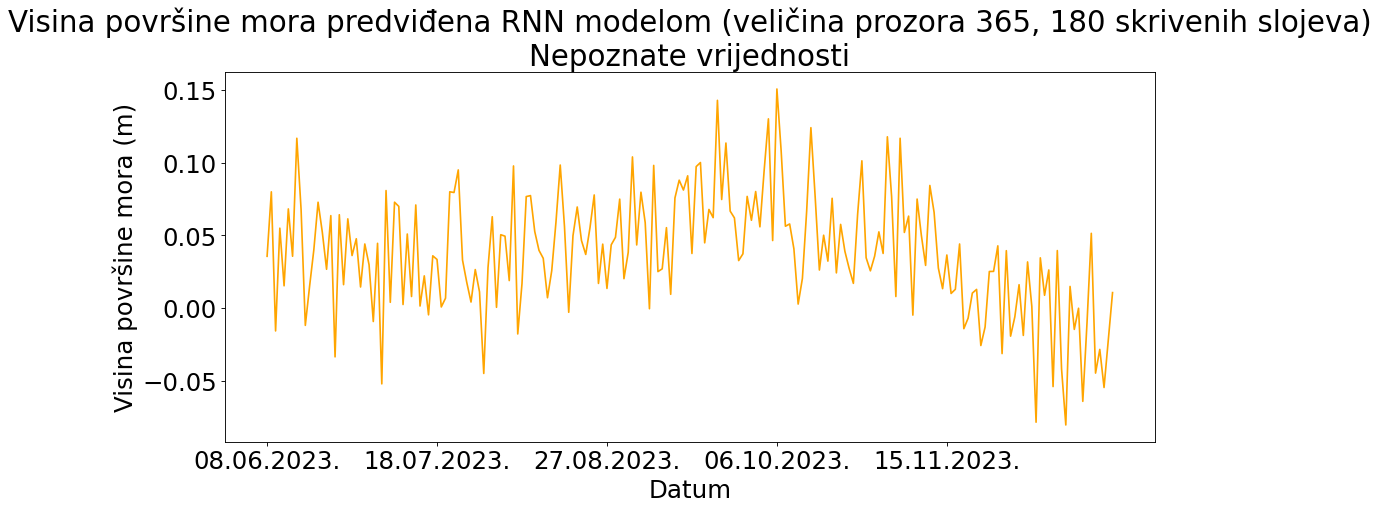 Visina površine mora predviđena RNN modelom (veličina prozora 365, 180 skrivenih slojeva)
Nepoznate vrijednosti
Visina površine mora (m)
0.15
0.10
0.05
0.00
−0.05
08.06.2023. 18.07.2023. 27.08.2023. 06.10.2023. 15.11.2023.
Datum